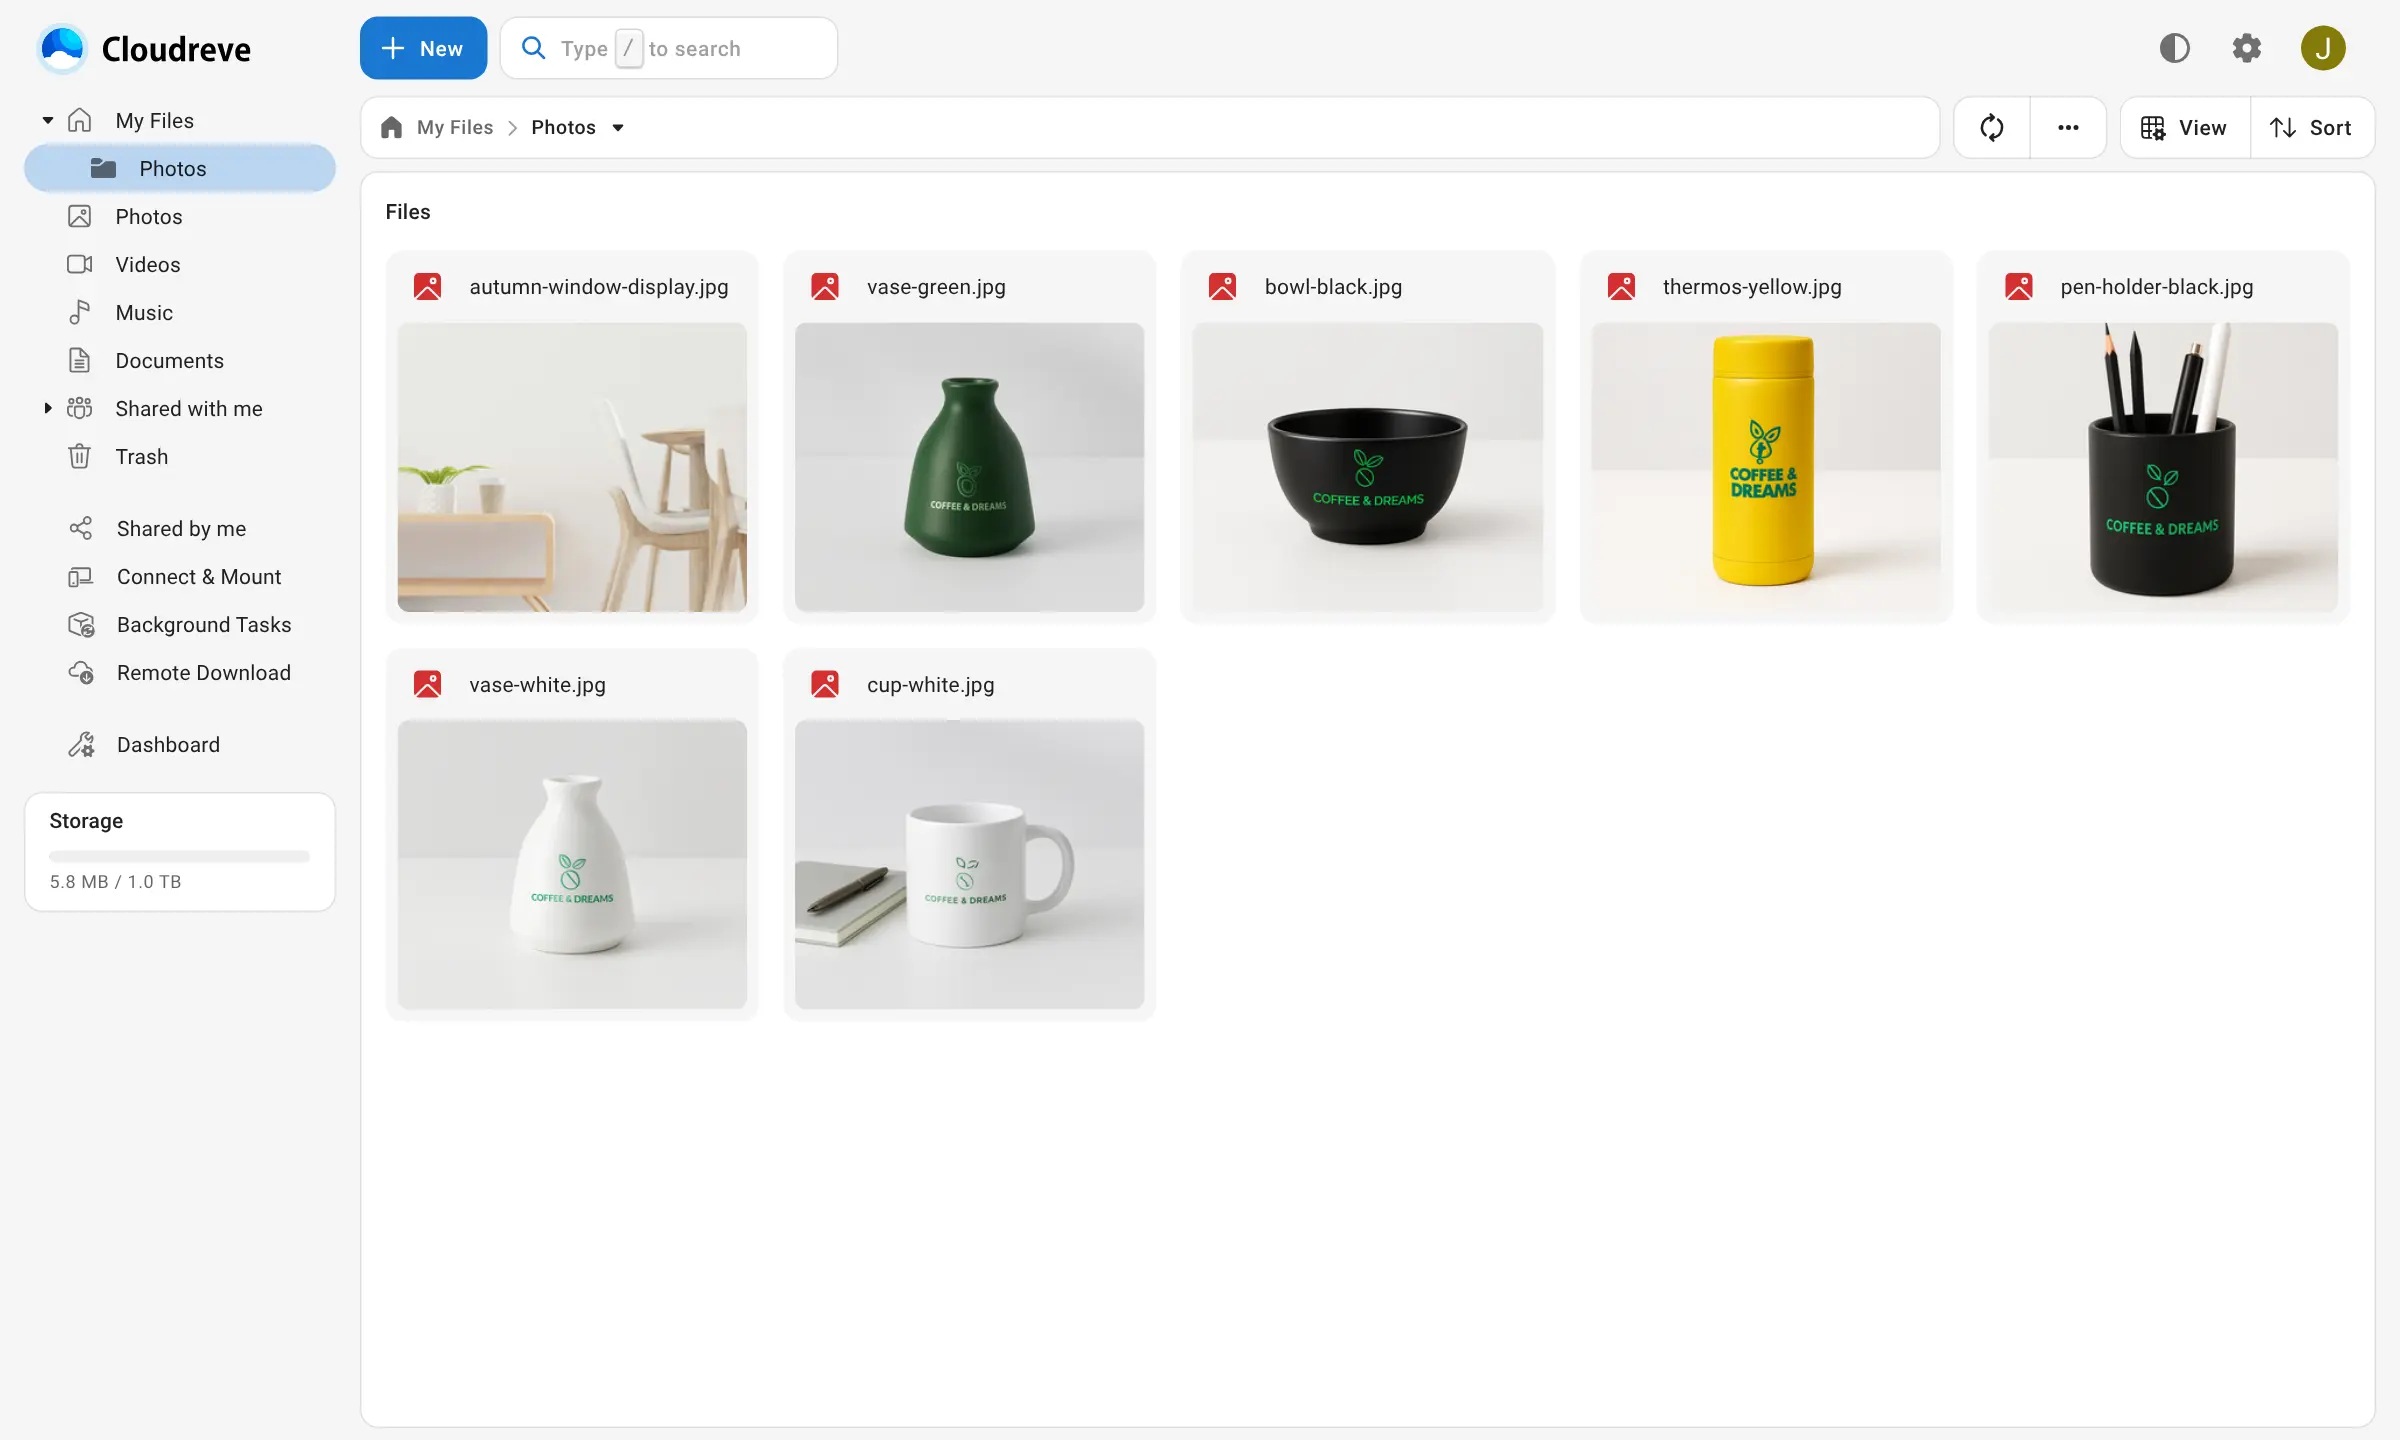 Cloudreve
New
Type / to search
J
My Files
Photos
Photos
Videos
Music
Documents
Shared with me
Trash
Shared by me
Connect & Mount
Background Tasks
Remote Download
Dashboard
Storage
5.8 MB / 1.0 TB
My Files
Photos
View
Sort
Files
autumn-window-display.jpg
vase-green.jpg
COFFEE & DREAMS
bowl-black.jpg
COFFEE & DREAMS
thermos-yellow.jpg
COFFEE &
DREAMS
pen-holder-black.jpg
COFFEE & DREAMS
vase-white.jpg
COFFEE & DREAMS
cup-white.jpg
COFFEE & DREAMS